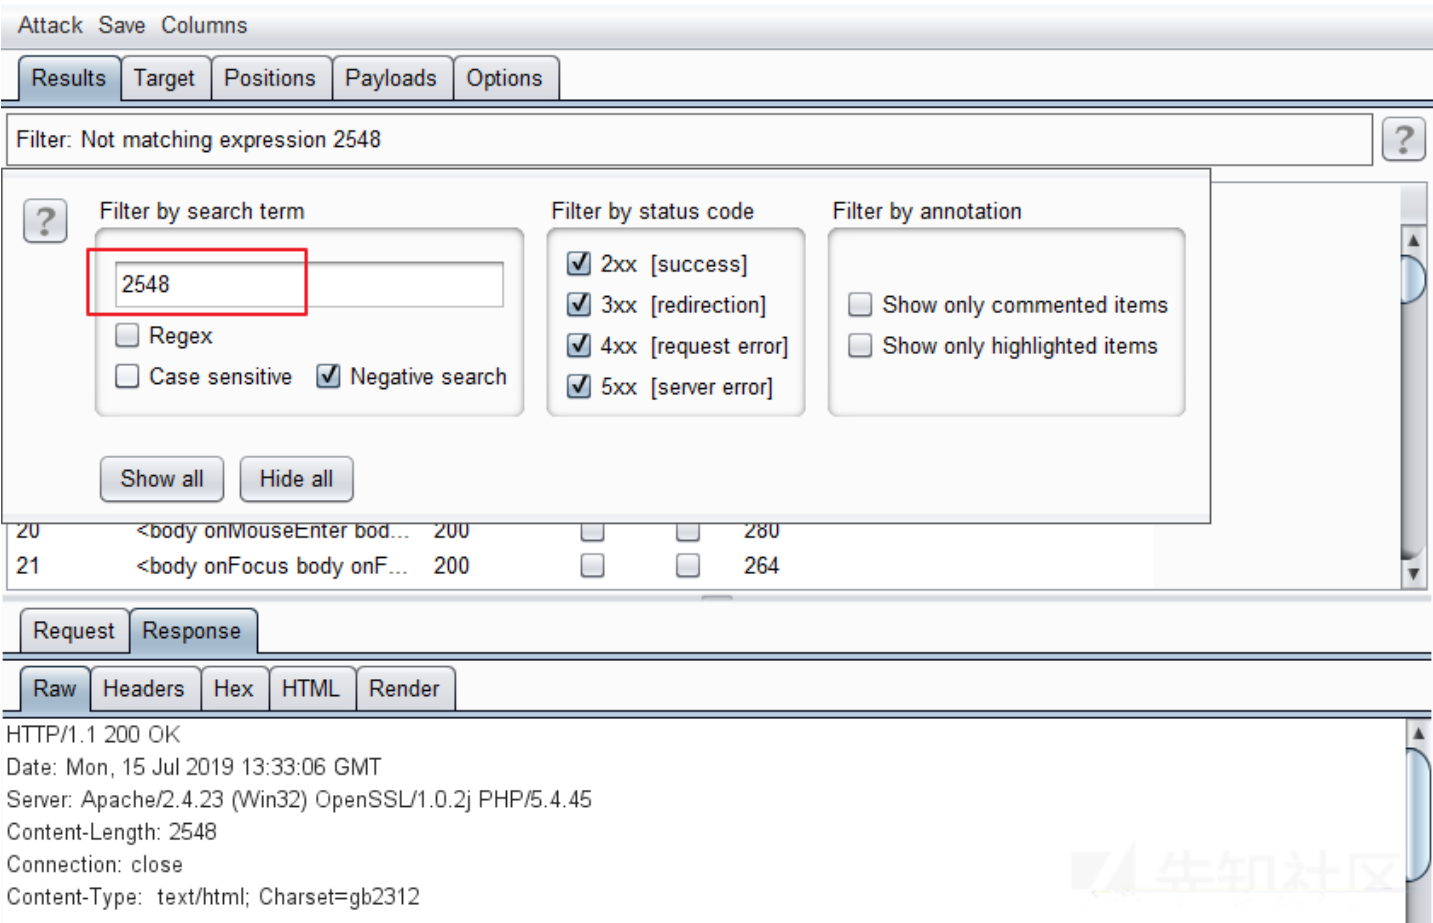 Attack Save Columns
Results Target Positions Payloads Options
Filter: Not matching expression 2548
?
? Filter by search term Filter by status code Filter by annotation
2548
2xx [success]
3xx [redirection] Show only commented items
Regex
4xx [request error] Show only highlighted items
Case sensitive Negative search
5xx [server error]
Show all Hide all
20 <body onMouseEnter bod... 200 280
21 <body onFocus body onF... 200 264
Request Response
Raw Headers Hex HTML Render
HTTP/1.1 200 OK
Date: Mon, 15 Jul 2019 13:33:06 GMT
Server: Apache/2.4.23 (Win32) OpenSSL/1.0.2j PHP/5.4.45
Content-Length: 2548
Connection: close
Content-Type: text/html; Charset=gb2312
先知社区